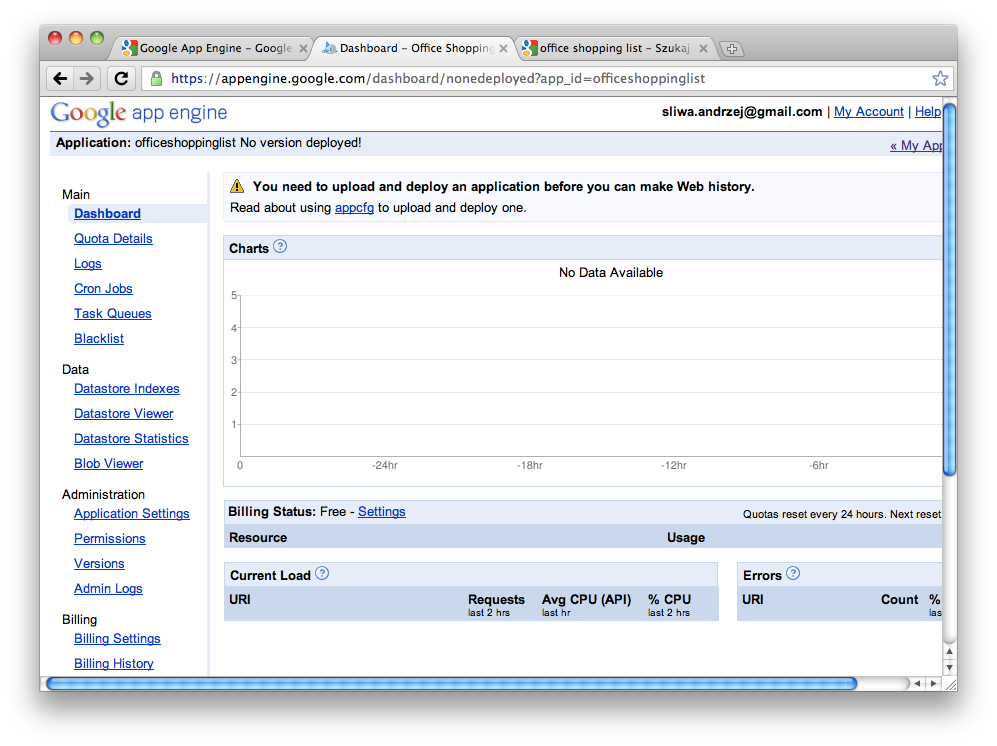 Google App Engine – Google
Dashboard – Office Shopping
office shopping list – Szukaj
https://appengine.google.com/dashboard/nonedeployed?app_id=officeshoppinglist
Google app engine
sliwa.andrzej@gmail.com | My Account | Help
Application: officeshoppinglist No version deployed!
« My App
Main
Dashboard
Quota Details
Logs
Cron Jobs
Task Queues
Blacklist
Data
Datastore Indexes
Datastore Viewer
Datastore Statistics
Blob Viewer
Administration
Application Settings
Permissions
Versions
Admin Logs
Billing
Billing Settings
Billing History
You need to upload and deploy an application before you can make Web history.
Read about using appcfg to upload and deploy one.
Charts ?
No Data Available
5
4
3
2
1
0 -24hr -18hr -12hr -6hr
Billing Status: Free - Settings
Quotas reset every 24 hours. Next reset
Resource Usage
Current Load ?
URI Requests Avg CPU (API) % CPU
last 2 hrs last hr last 2 hrs
Errors ?
URI Count %
las